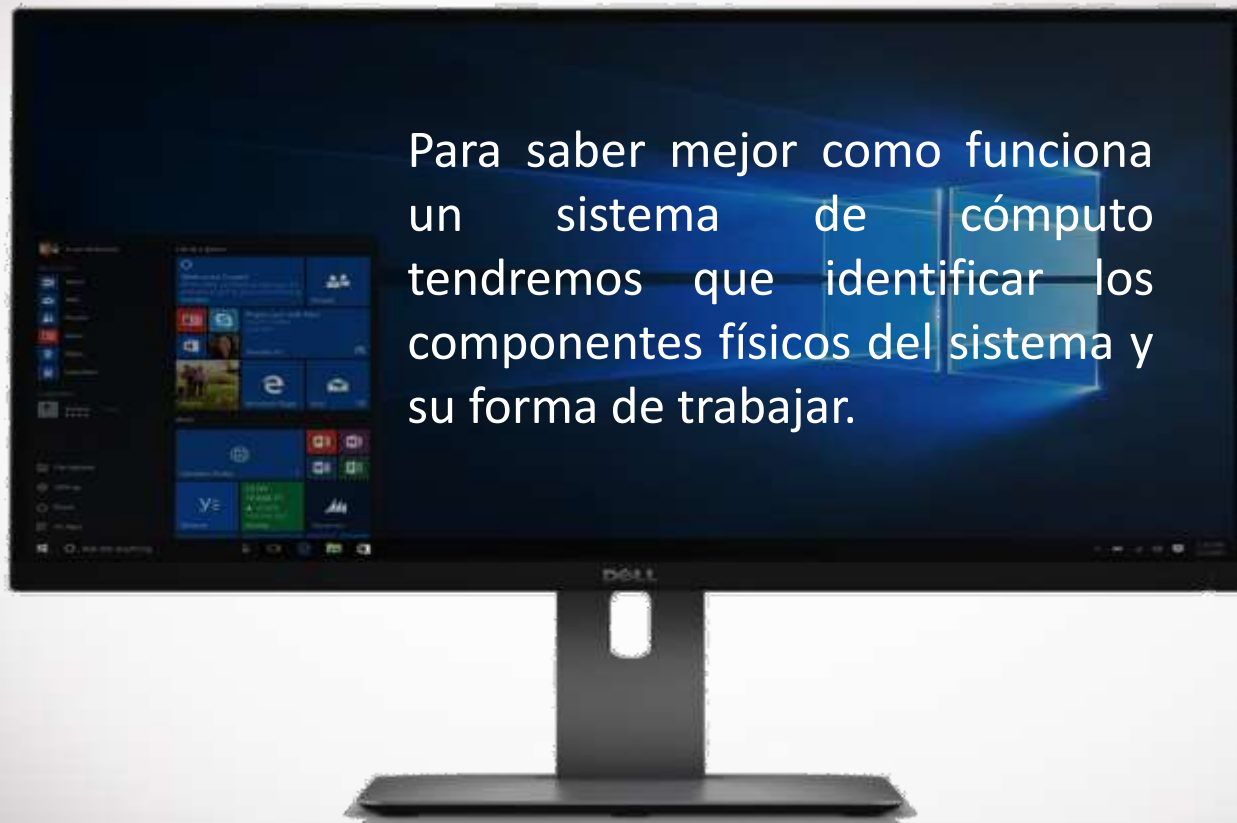 Para saber mejor como funciona
un sistema de cómputo
tendremos que identificar los
componentes físicos del sistema y
su forma de trabajar.
DELL